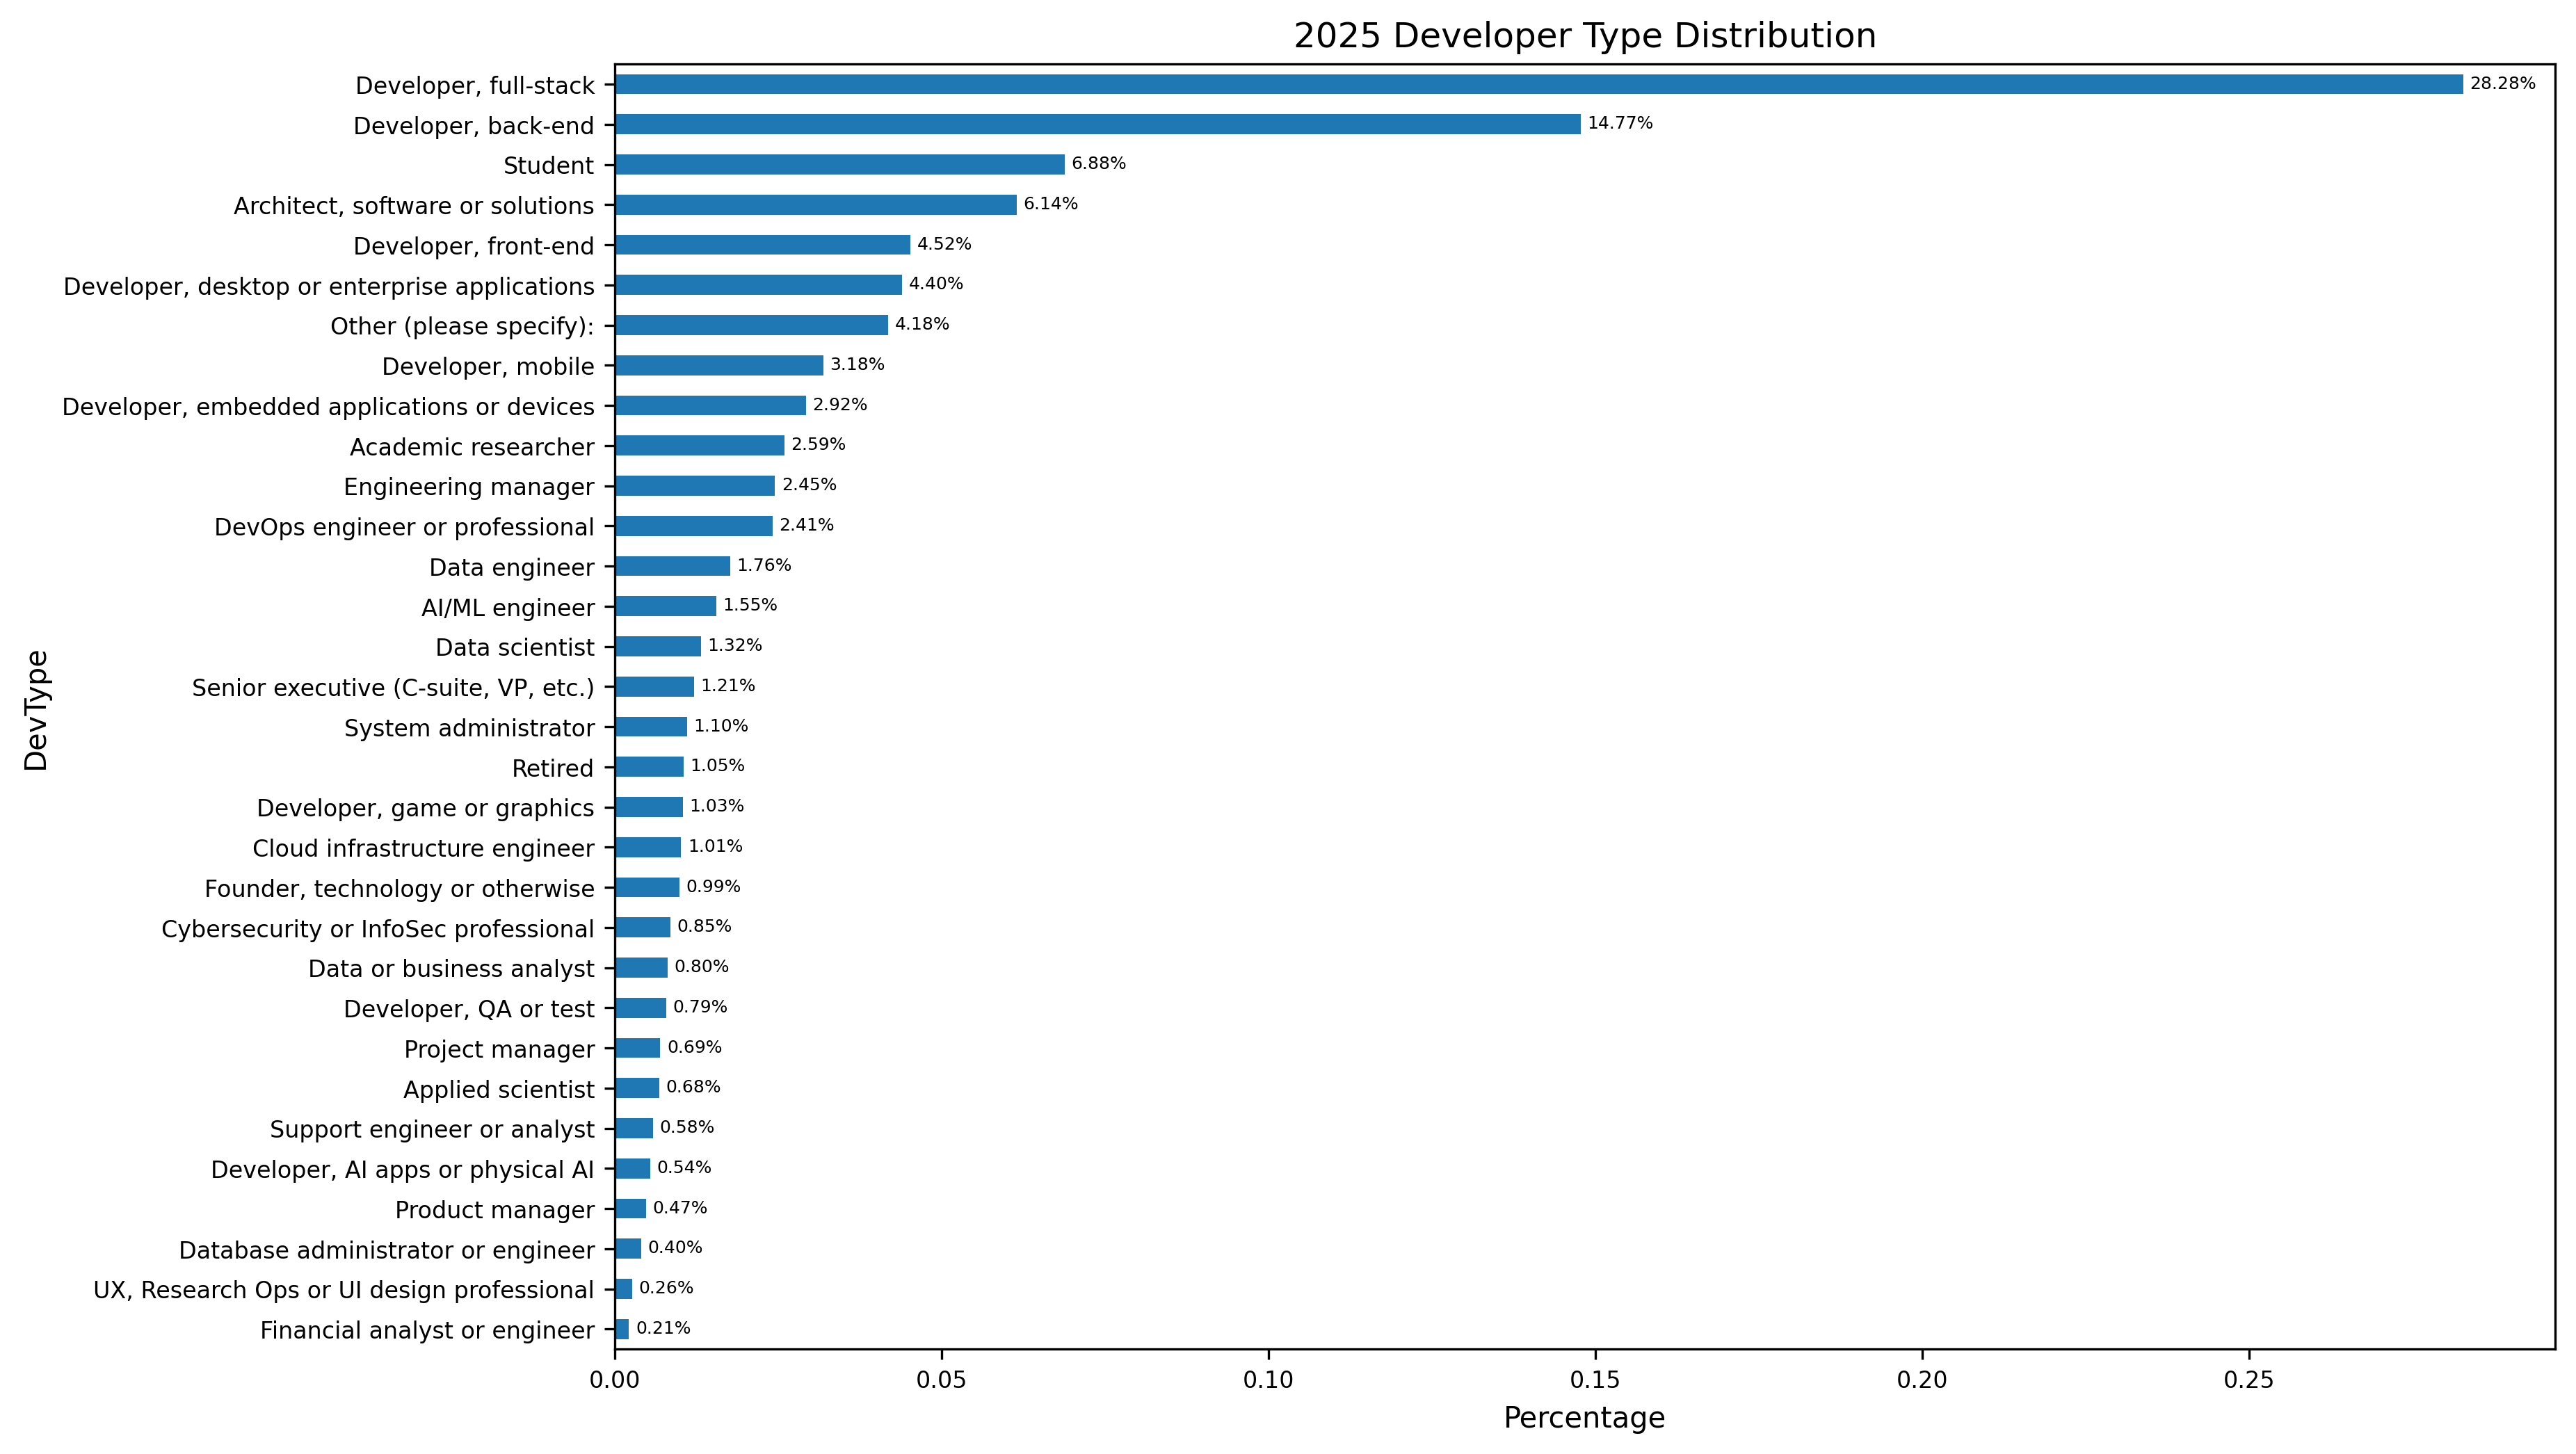 2025 Developer Type Distribution
Developer, full-stack 28.28%
Developer, back-end 14.77%
Student 6.88%
Architect, software or solutions 6.14%
Developer, front-end 4.52%
Developer, desktop or enterprise applications 4.40%
Other (please specify): 4.18%
Developer, mobile 3.18%
Developer, embedded applications or devices 2.92%
Academic researcher 2.59%
Engineering manager 2.45%
DevOps engineer or professional 2.41%
Data engineer 1.76%
AI/ML engineer 1.55%
Data scientist 1.32%
Senior executive (C-suite, VP, etc.) 1.21%
System administrator 1.10%
Retired 1.05%
Developer, game or graphics 1.03%
Cloud infrastructure engineer 1.01%
Founder, technology or otherwise 0.99%
Cybersecurity or InfoSec professional 0.85%
Data or business analyst 0.80%
Developer, QA or test 0.79%
Project manager 0.69%
Applied scientist 0.68%
Support engineer or analyst 0.58%
Developer, AI apps or physical AI 0.54%
Product manager 0.47%
Database administrator or engineer 0.40%
UX, Research Ops or UI design professional 0.26%
Financial analyst or engineer 0.21%
DevType
0.00 0.05 0.10 0.15 0.20 0.25
Percentage